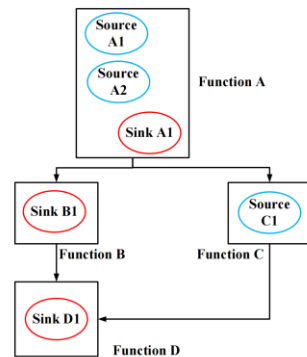 Source
A1
Source
A2
Function A
Sink A1
Sink B1
Source
C1
Function B
Function C
Sink D1
Function D